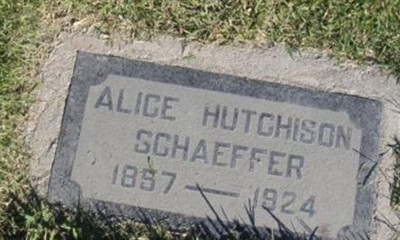 ALICE HUTCHISON
SCHAEFFER
1857 — 1924